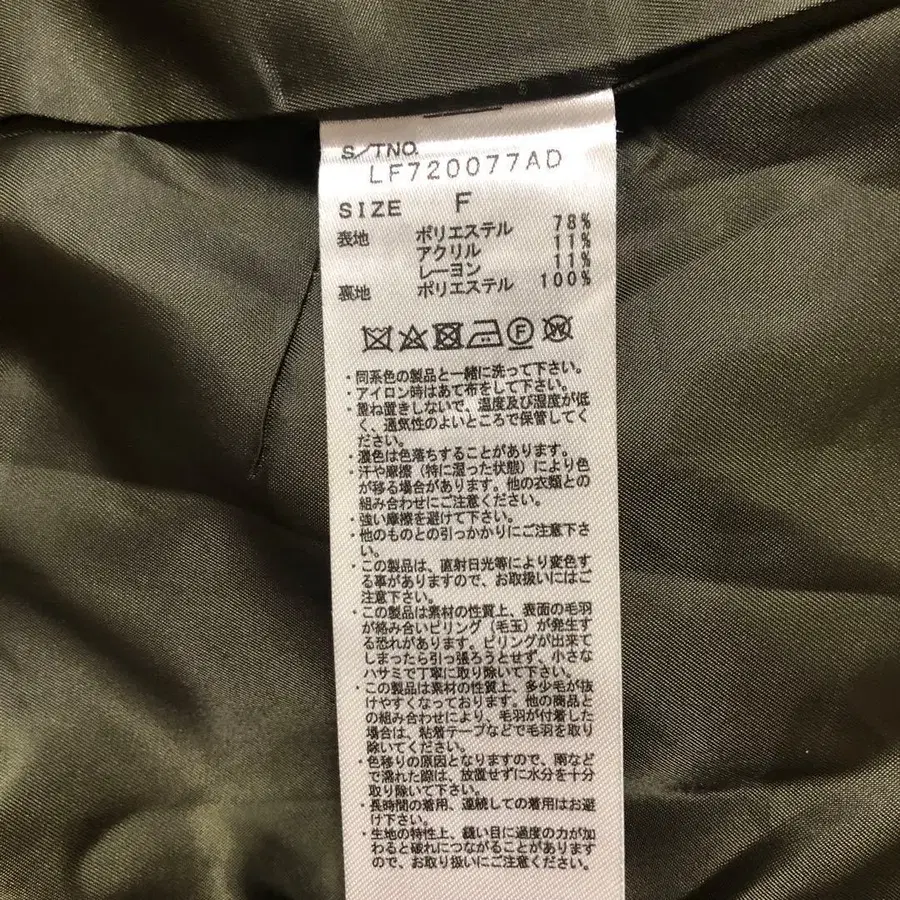 S/TNO.
LF720077AD
SIZE F
表地 ポリエステル 78%
アクリル 11%
レーヨン 11%
裏地 ポリエステル 100%
F W
・同系色の製品と一緒に洗って下さい。
・アイロン時はあて布をして下さい。
・重ね置きしないで、温度及び湿度が低
く、通気性のよいところで保管してく
ださい。
・濃色は色落ちすることがあります。
・汗や摩擦（特に湿った状態）により色
が移る場合があります。他の衣類との
組み合わせにご注意ください。
・強い摩擦を避けて下さい。
・他のものとの引っかかりにご注意下さ
い。
・この製品は、直射日光等により変色す
る事がありますので、お取扱いにはご
注意下さい。
・この製品は素材の性質上、表面の毛羽
が絡み合いピリング（毛玉）が発生す
る恐れがあります。ピリングが出来て
しまったら引っ張ろうとせず、小さな
ハサミで丁寧に取り除いて下さい。
・この製品は素材の性質上、多少毛が抜
けやすくなっております。他の商品と
の組み合わせにより、毛羽が付着した
場合は、粘着テープなどで毛羽を取り
除いてください。
・色移りの原因となりますので、雨など
で濡れた際は、放置せずに水分を十分
取り除いて下さい。
・長時間の着用、連続しての着用はお避
け下さい。
・生地の特性上、縫い目に過度の力が加
わると破れにつながることがあります
ので、お取り扱いにご注意ください。